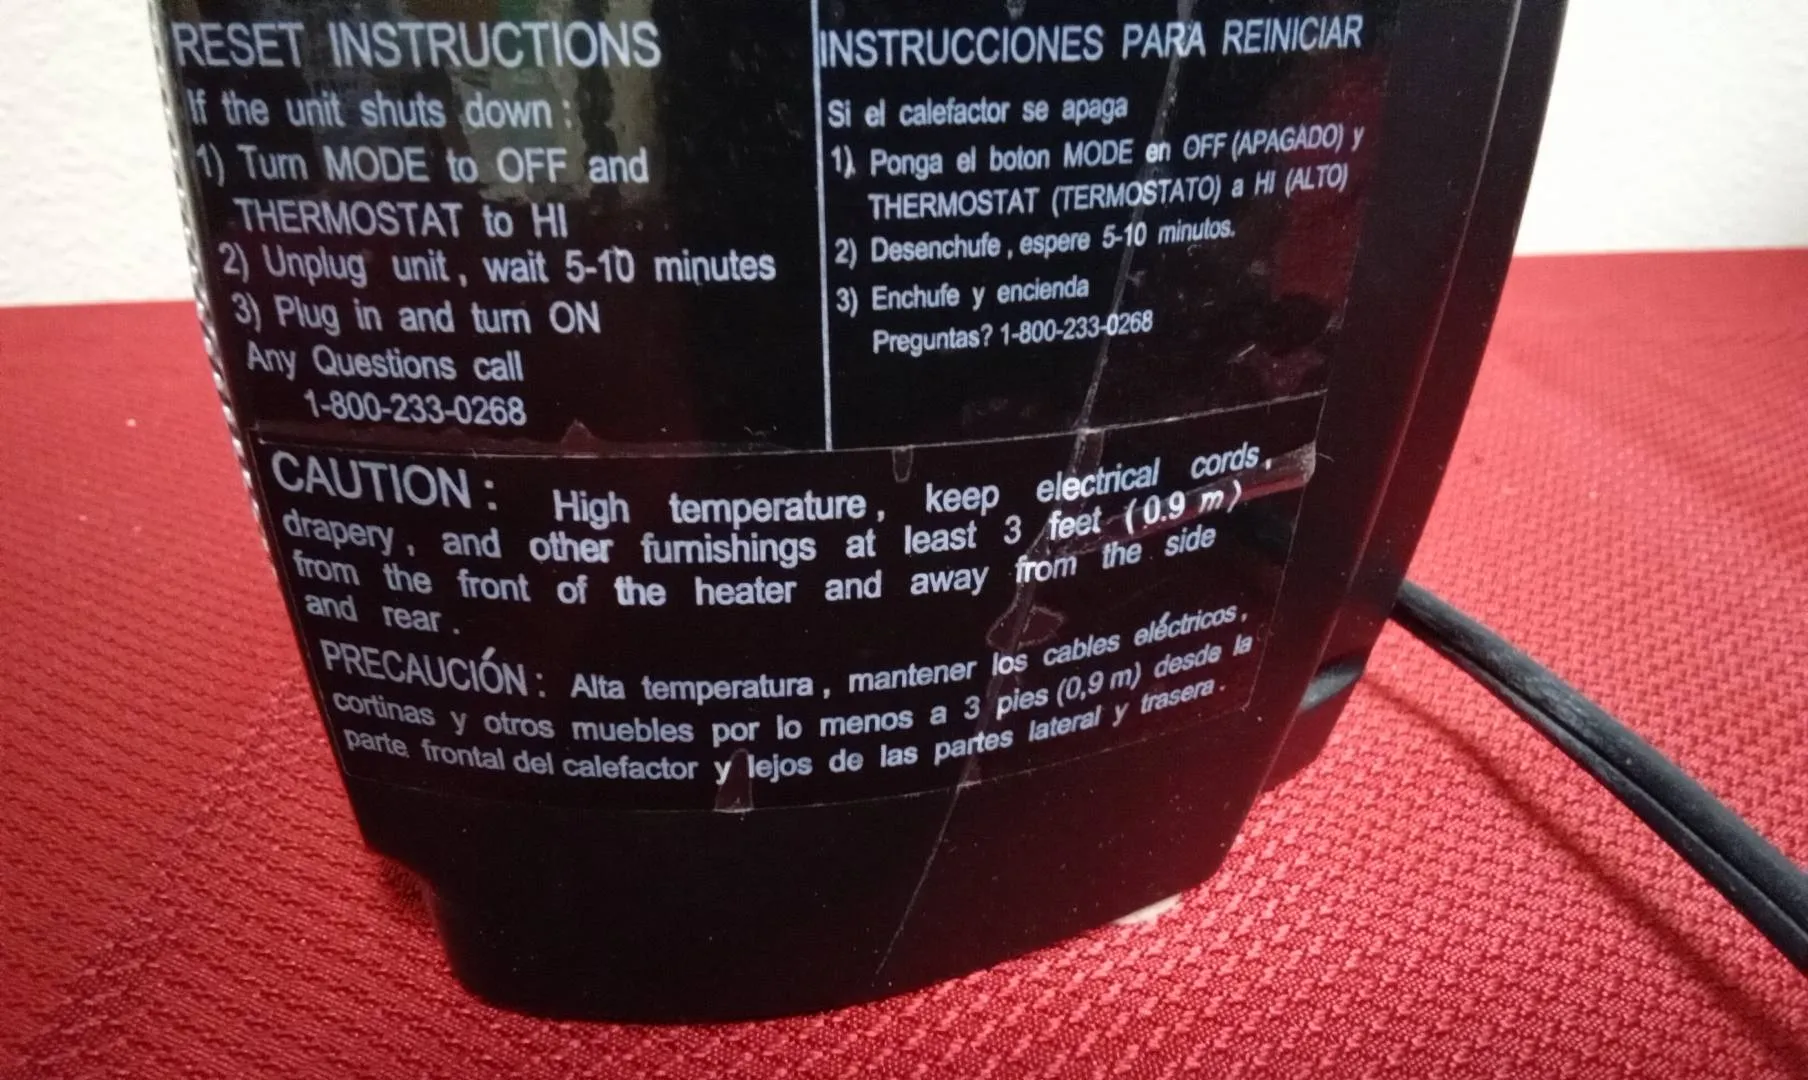 RESET INSTRUCTIONS
If the unit shuts down :
1) Turn MODE to OFF and
THERMOSTAT to HI
2) Unplug unit , wait 5-10 minutes
3) Plug in and turn ON
Any Questions call
1-800-233-0268
INSTRUCCIONES PARA REINICIAR
Si el calefactor se apaga
1) Ponga el boton MODE en OFF (APAGADO) y
THERMOSTAT (TERMOSTATO) a HI (ALTO)
2) Desenchufe , espere 5-10 minutos.
3) Enchufe y encienda
Preguntas? 1-800-233-0268
CAUTION : High temperature , keep electrical cords ,
drapery , and other furnishings at least 3 feet ( 0.9 m )
from the front of the heater and away from the side
and rear .
PRECAUCIÓN : Alta temperatura , mantener los cables eléctricos ,
cortinas y otros muebles por lo menos a 3 pies (0,9 m) desde la
parte frontal del calefactor y lejos de las partes lateral y trasera .